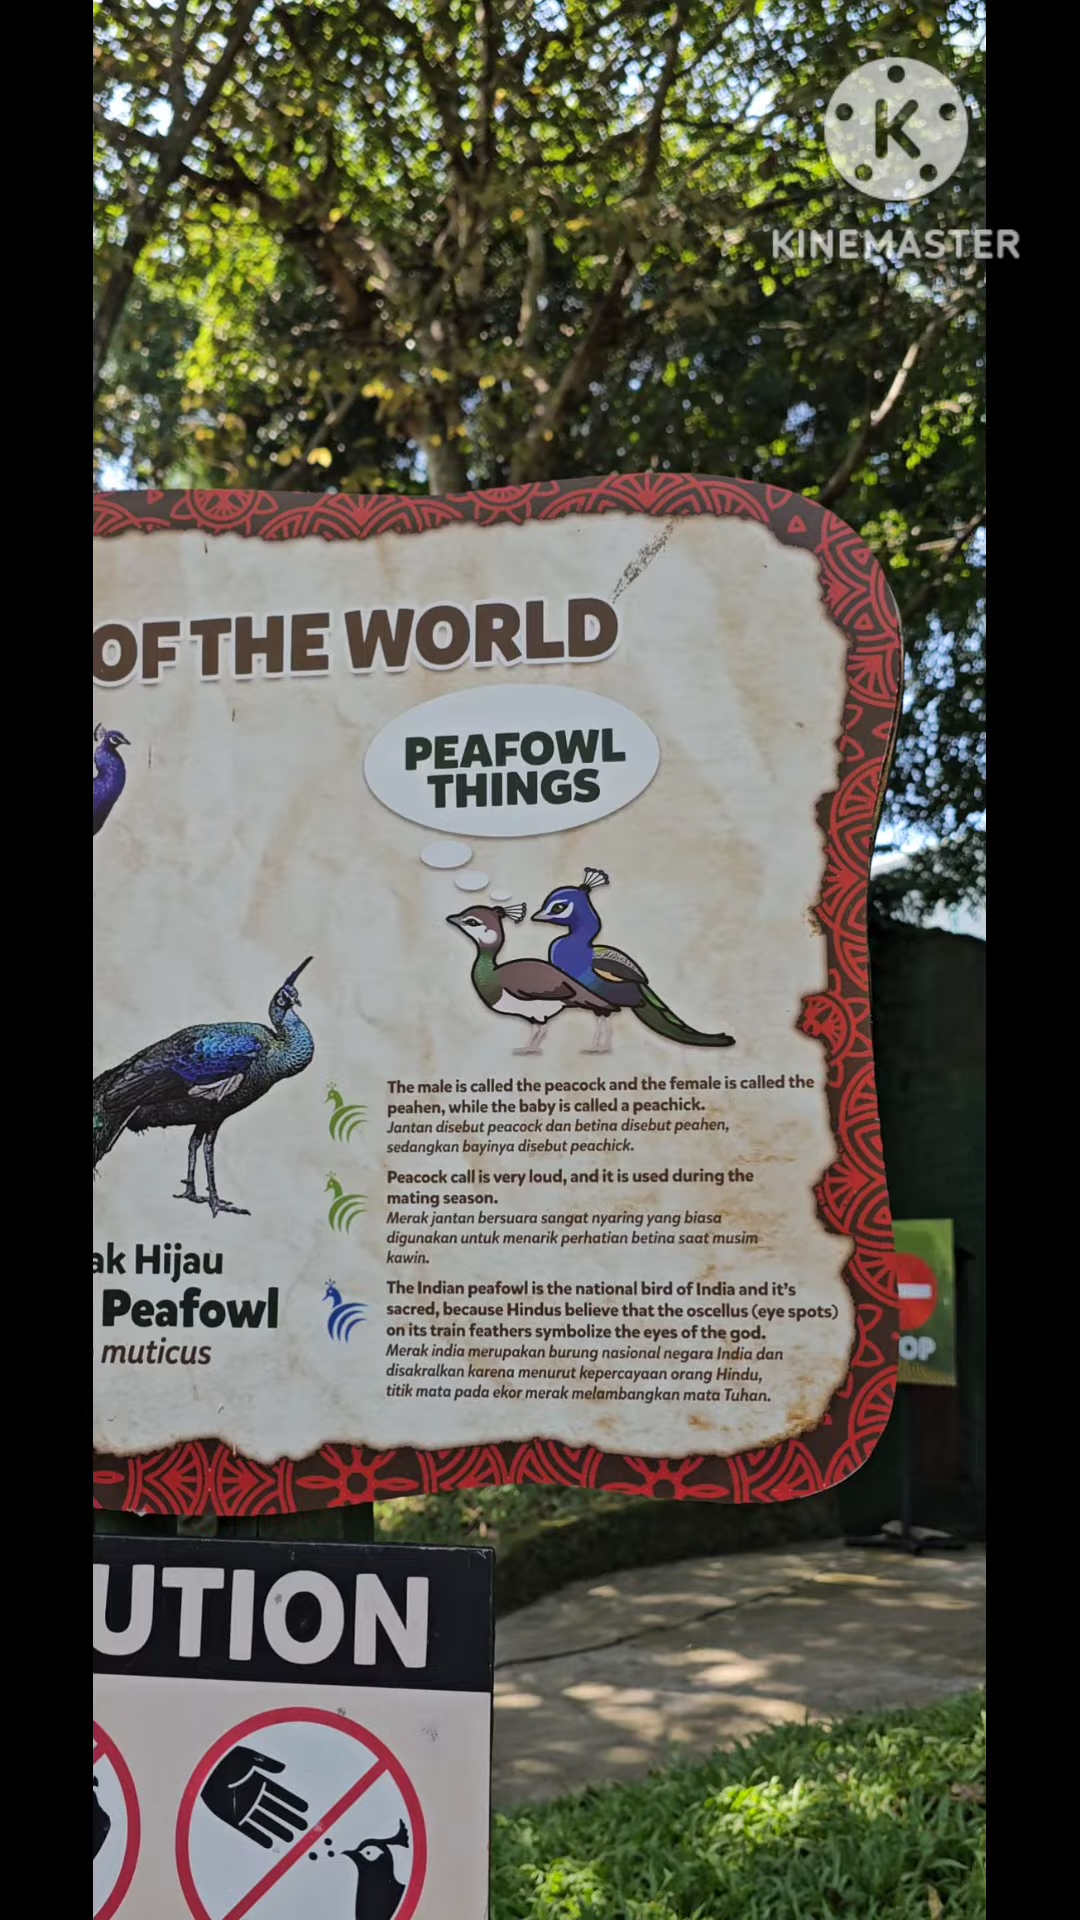 K
KINEMASTER
OF THE WORLD
PEAFOWL
THINGS
The male is called the peacock and the female is called the
peahen, while the baby is called a peachick.
Jantan disebut peacock dan betina disebut peahen,
sedangkan bayinya disebut peachick.
Peacock call is very loud, and it is used during the
mating season.
Merak jantan bersuara sangat nyaring yang biasa
digunakan untuk menarik perhatian betina saat musim
kawin.
The Indian peafowl is the national bird of India and it's
sacred, because Hindus believe that the oscellus (eye spots)
on its train feathers symbolize the eyes of the god.
Merak india merupakan burung nasional negara India dan
disakralkan karena menurut kepercayaan orang Hindu,
titik mata pada ekor merak melambangkan mata Tuhan.
ak Hijau
Peafowl
muticus
OP
UTION